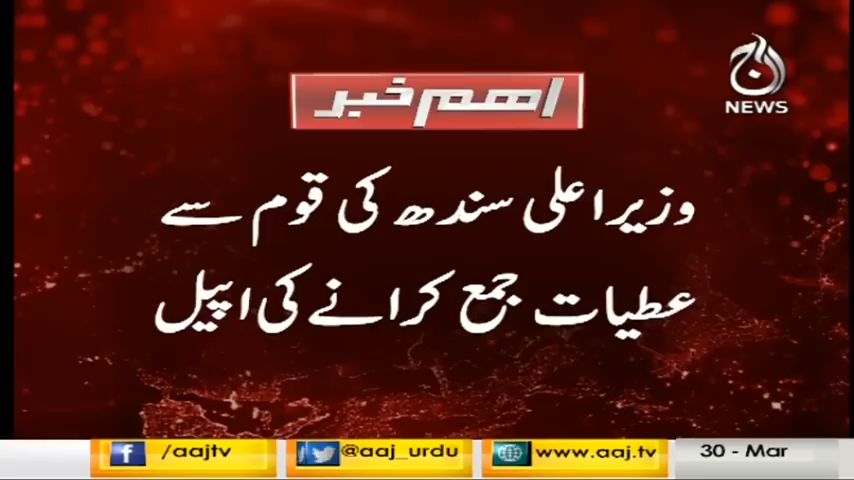 آج
NEWS
اہم خبر
وزیراعلی سندھ کی قوم سے
عطیات جمع کرانے کی اپیل
f /aajtv
@aaj_urdu
www.aaj.tv
30 - Mar